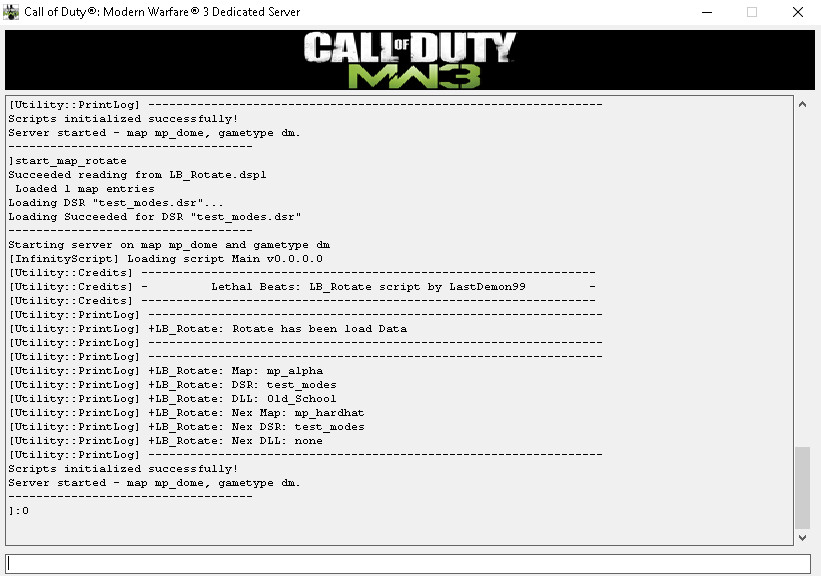 Call of Duty®: Modern Warfare® 3 Dedicated Server
CALL OF DUTY
MW3
[Utility::PrintLog] -----------------------------------------------------------------
Scripts initialized successfully!
Server started - map mp_dome, gametype dm.
-----------------------------------
]start_map_rotate
Succeeded reading from LB_Rotate.dspl
 Loaded 1 map entries
Loading DSR "test_modes.dsr"...
Loading Succeeded for DSR "test_modes.dsr"
-----------------------------------
Starting server on map mp_dome and gametype dm
[InfinityScript] Loading script Main v0.0.0.0
[Utility::Credits] -----------------------------------------------------------------
[Utility::Credits] -         Lethal Beats: LB_Rotate script by LastDemon99         -
[Utility::Credits] -----------------------------------------------------------------
[Utility::PrintLog] -----------------------------------------------------------------
[Utility::PrintLog] +LB_Rotate: Rotate has been load Data
[Utility::PrintLog] -----------------------------------------------------------------
[Utility::PrintLog] -----------------------------------------------------------------
[Utility::PrintLog] +LB_Rotate: Map: mp_alpha
[Utility::PrintLog] +LB_Rotate: DSR: test_modes
[Utility::PrintLog] +LB_Rotate: DLL: Old_School
[Utility::PrintLog] +LB_Rotate: Nex Map: mp_hardhat
[Utility::PrintLog] +LB_Rotate: Nex DSR: test_modes
[Utility::PrintLog] +LB_Rotate: Nex DLL: none
[Utility::PrintLog] -----------------------------------------------------------------
Scripts initialized successfully!
Server started - map mp_dome, gametype dm.
-----------------------------------
]:0